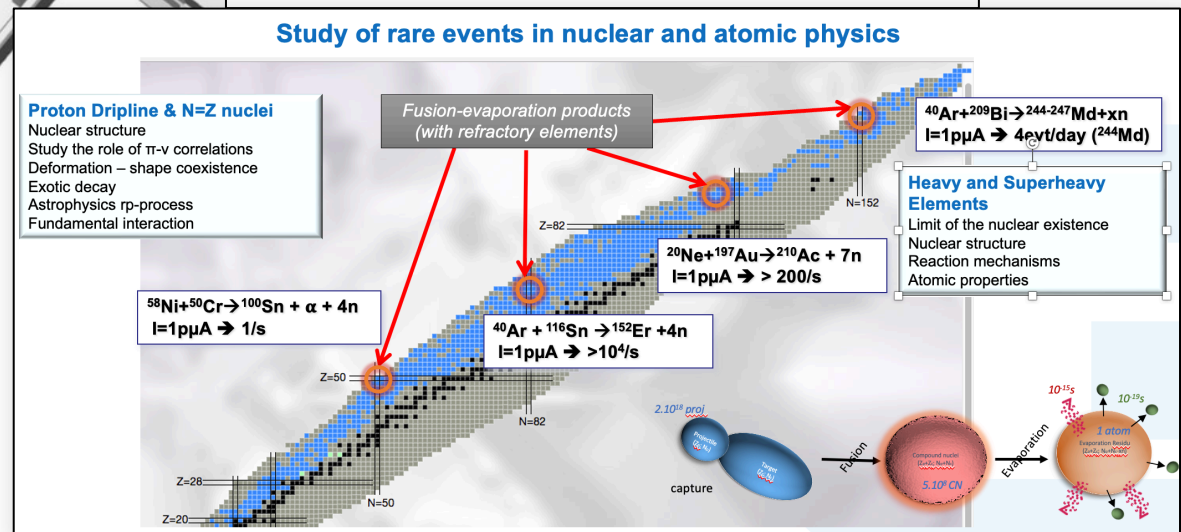 Study of rare events in nuclear and atomic physics
Proton Dripline & N=Z nuclei
Nuclear structure
Study the role of π-ν correlations
Deformation – shape coexistence
Exotic decay
Astrophysics rp-process
Fundamental interaction
Fusion-evaporation products
(with refractory elements)
⁴⁰Ar+²⁰⁹Bi→²⁴⁴⁻²⁴⁷Md+xn
I=1pµA ➔ 4evt/day (²⁴⁴Md)
Heavy and Superheavy
Elements
Limit of the nuclear existence
Nuclear structure
Reaction mechanisms
Atomic properties
N=152
Z=82
²⁰Ne+¹⁹⁷Au→²¹⁰Ac + 7n
I=1pµA ➔ > 200/s
⁵⁸Ni+⁵⁰Cr→¹⁰⁰Sn + α + 4n
I=1pµA ➔ 1/s
⁴⁰Ar + ¹¹⁶Sn →¹⁵²Er +4n
I=1pµA ➔ >10⁴/s
Z=50
N=82
Z=28
N=50
Z=20
2.10¹⁸ proj
Projectile
Target
capture
Fusion
Compound nuclei
5.10⁹ CN
Evaporation
10⁻¹⁵s
10⁻¹⁹s
1 atom
Evaporation Residu